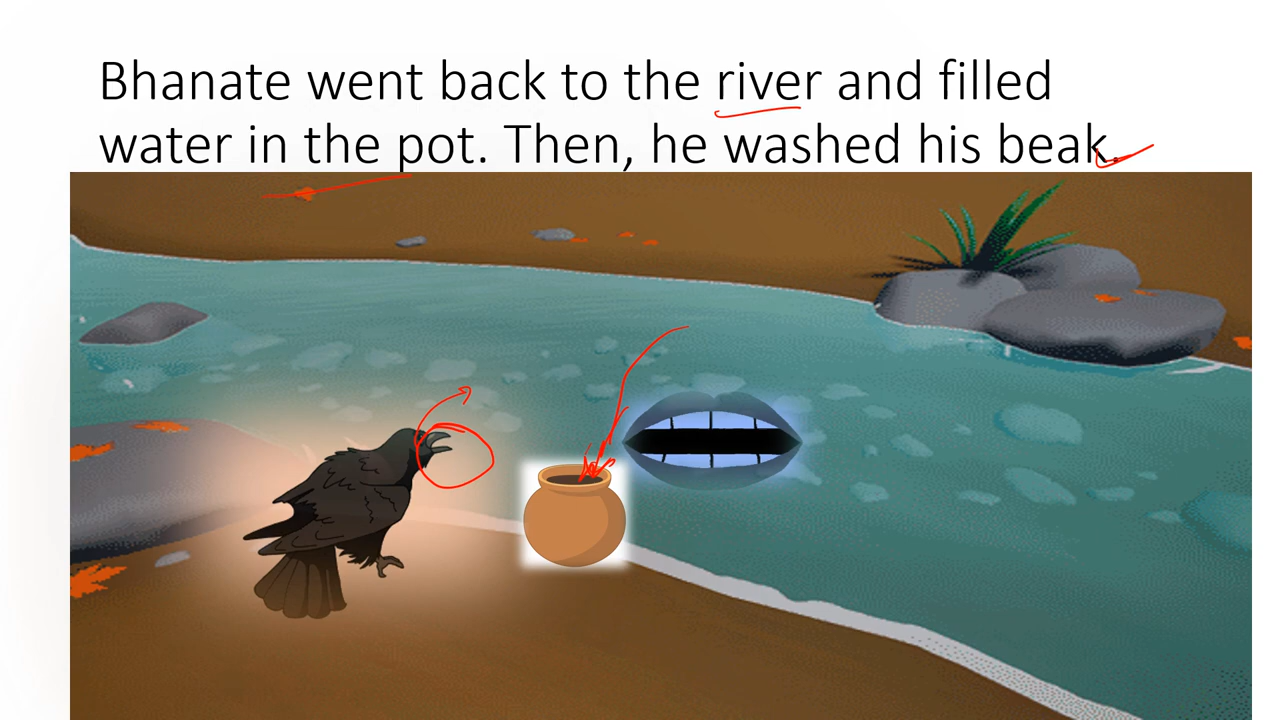 Bhanate went back to the river and filled
water in the pot. Then, he washed his beak.